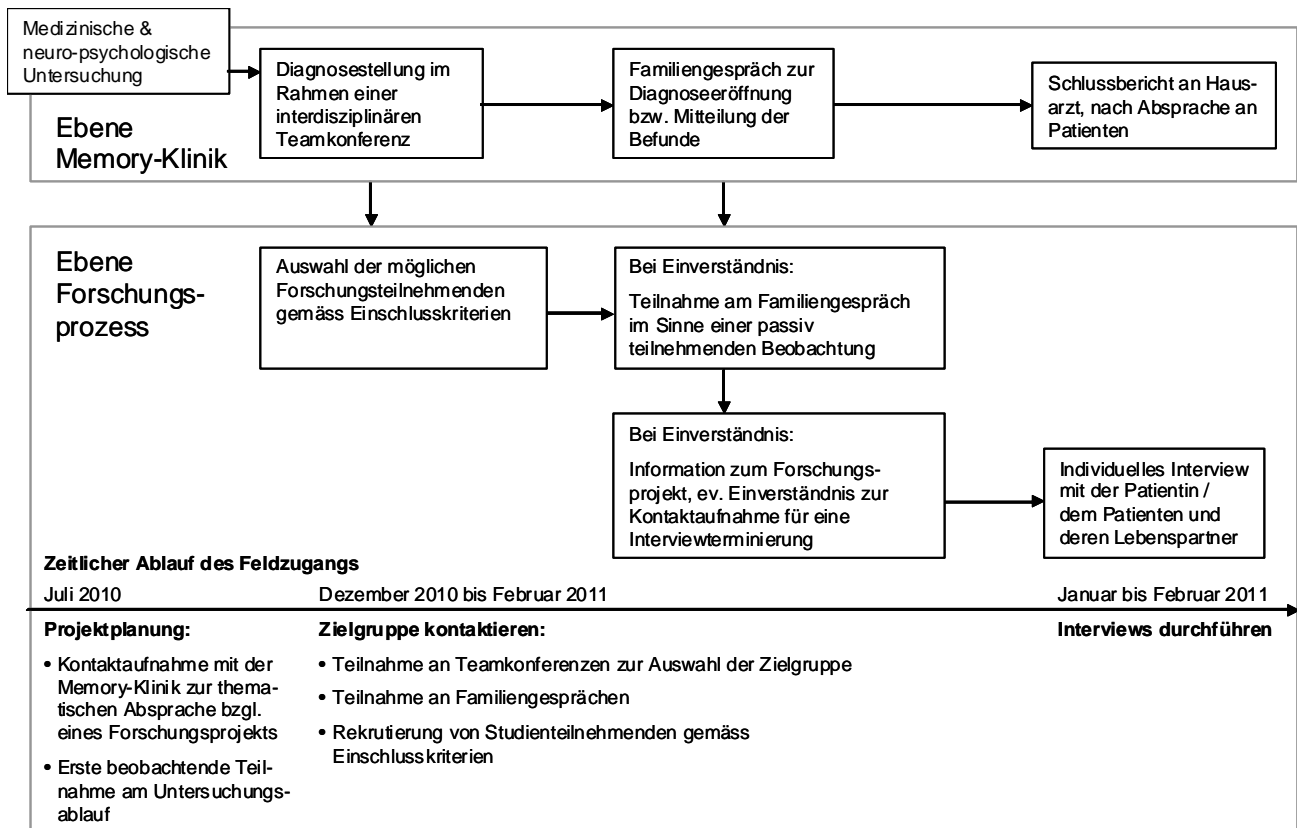 Medizinische &
neuro-psychologische
Untersuchung
Ebene
Memory-Klinik
Diagnosestellung im
Rahmen einer
interdisziplinären
Teamkonferenz
Familiengespräch zur
Diagnoseeröffnung
bzw. Mitteilung der
Befunde
Schlussbericht an Haus-
arzt, nach Absprache an
Patienten
Ebene
Forschungs-
prozess
Auswahl der möglichen
Forschungsteilnehmenden
gemäss Einschlusskriterien
Bei Einverständnis:
Teilnahme am Familiengespräch
im Sinne einer passiv
teilnehmenden Beobachtung
Bei Einverständnis:
Information zum Forschungs-
projekt, ev. Einverständnis zur
Kontaktaufnahme für eine
Interviewterminierung
Individuelles Interview
mit der Patientin /
dem Patienten und
deren Lebenspartner
Zeitlicher Ablauf des Feldzugangs
Juli 2010
Dezember 2010 bis Februar 2011
Januar bis Februar 2011
Projektplanung:
• Kontaktaufnahme mit der
Memory-Klinik zur thema-
tischen Absprache bzgl.
eines Forschungsprojekts
• Erste beobachtende Teil-
nahme am Untersuchungs-
ablauf
Zielgruppe kontaktieren:
• Teilnahme an Teamkonferenzen zur Auswahl der Zielgruppe
• Teilnahme an Familiengesprächen
• Rekrutierung von Studienteilnehmenden gemäss
Einschlusskriterien
Interviews durchführen